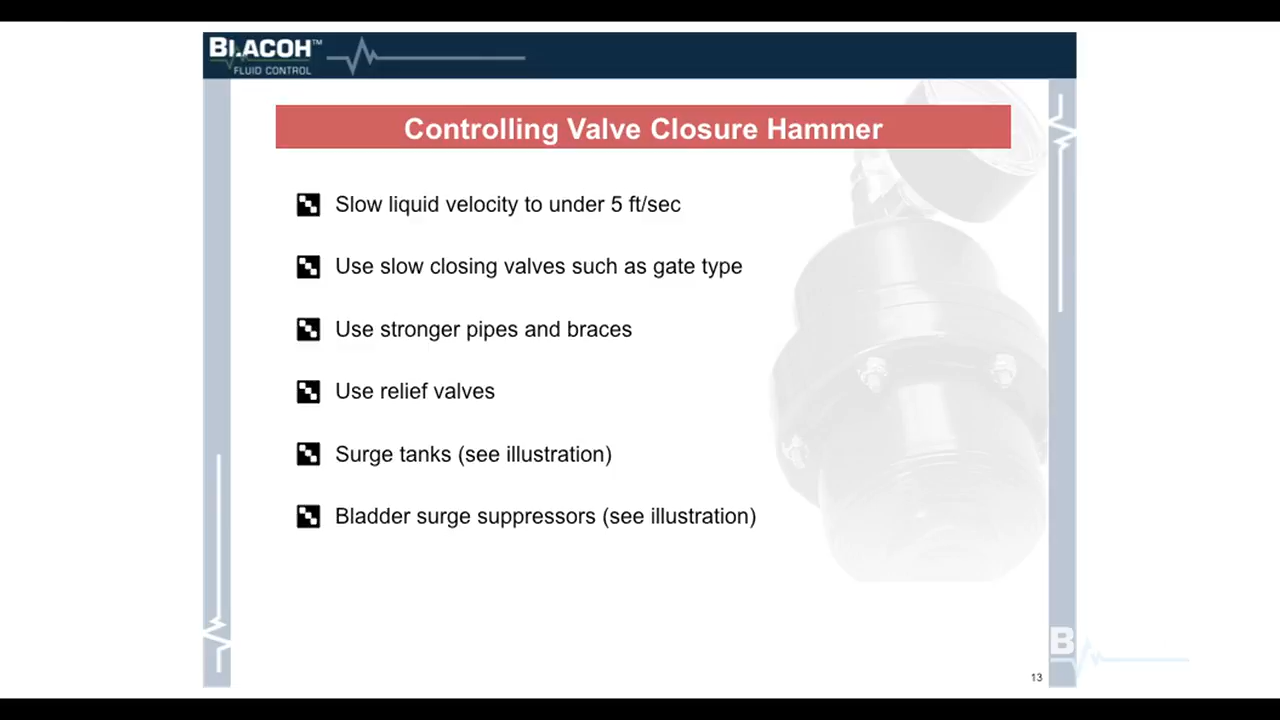 BLACOH™
FLUID CONTROL
Controlling Valve Closure Hammer
Slow liquid velocity to under 5 ft/sec
Use slow closing valves such as gate type
Use stronger pipes and braces
Use relief valves
Surge tanks (see illustration)
Bladder surge suppressors (see illustration)
B
13